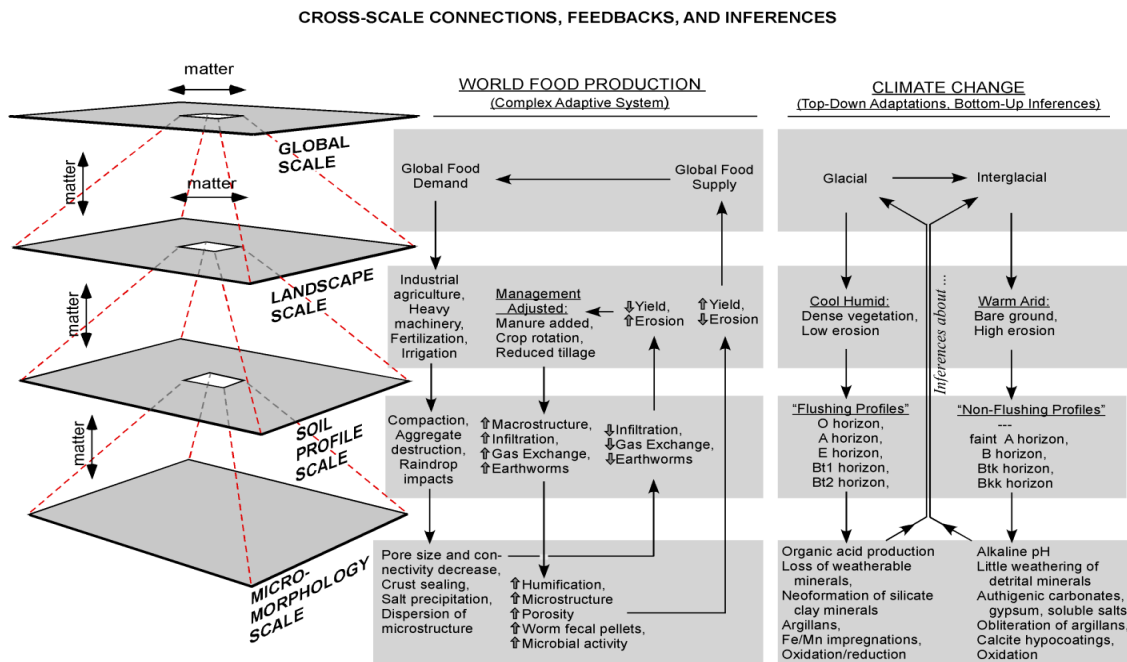 CROSS-SCALE CONNECTIONS, FEEDBACKS, AND INFERENCES
matter
GLOBAL
SCALE
matter
matter
LANDSCAPE
SCALE
matter
SOIL
PROFILE
SCALE
matter
MICRO-
MORPHOLOGY
SCALE
WORLD FOOD PRODUCTION
(Complex Adaptive System)
Global Food
Demand
Global Food
Supply
Industrial
agriculture,
Heavy
machinery,
Fertilization,
Irrigation
Management
Adjusted:
Manure added,
Crop rotation,
Reduced tillage
⇩Yield,
⇧Erosion
⇧Yield,
⇩Erosion
Compaction,
Aggregate
destruction,
Raindrop
impacts
⇧Macrostructure,
⇧Infiltration,
⇧Gas Exchange,
⇧Earthworms
⇩Infiltration,
⇩Gas Exchange,
⇩Earthworms
Pore size and con-
nectivity decrease,
Crust sealing,
Salt precipitation,
Dispersion of
microstructure
⇧Humification,
⇧Microstructure
⇧Porosity
⇧Worm fecal pellets,
⇧Microbial activity
CLIMATE CHANGE
(Top-Down Adaptations, Bottom-Up Inferences)
Glacial
Interglacial
Cool Humid:
Dense vegetation,
Low erosion
Inferences about ...
Warm Arid:
Bare ground,
High erosion
“Flushing Profiles”
O horizon,
A horizon,
E horizon,
Bt1 horizon,
Bt2 horizon,
“Non-Flushing Profiles”
---
faint A horizon,
B horizon,
Btk horizon,
Bkk horizon
Organic acid production
Loss of weatherable
minerals,
Neoformation of silicate
clay minerals
Argillans,
Fe/Mn impregnations,
Oxidation/reduction
Alkaline pH
Little weathering of
detrital minerals
Authigenic carbonates,
gypsum, soluble salts
Obliteration of argillans,
Calcite hypocoatings,
Oxidation